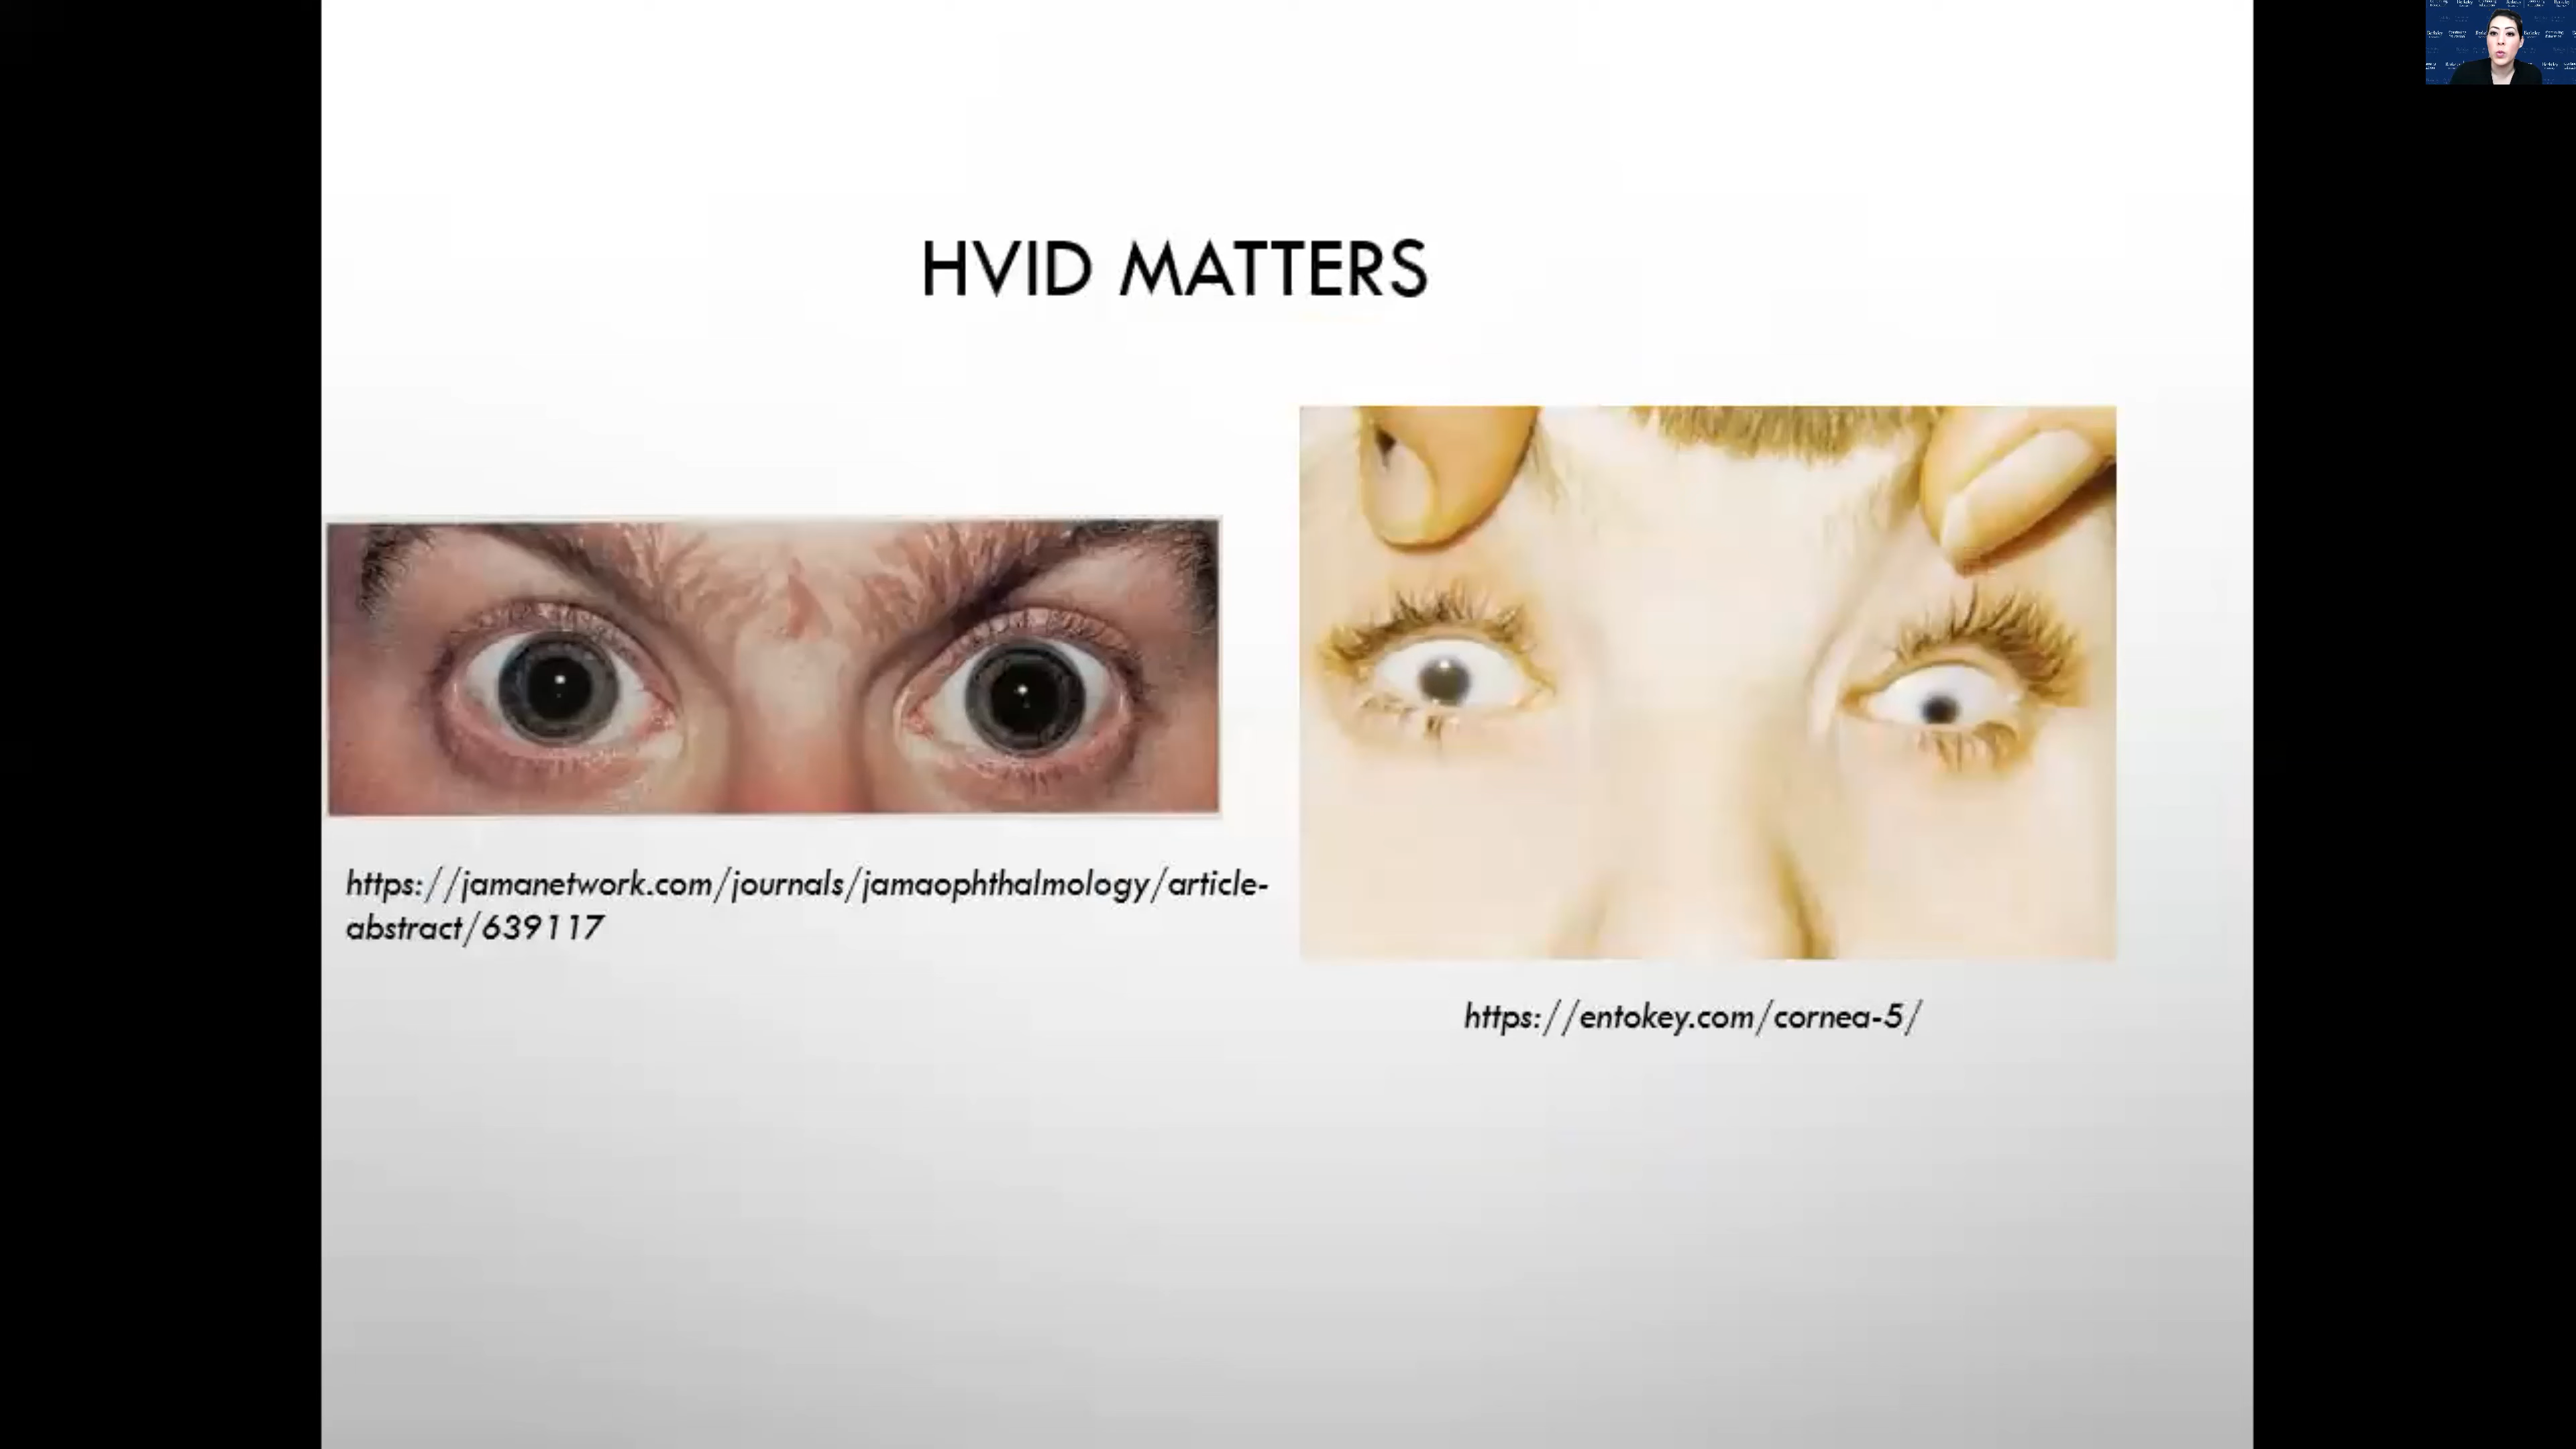 HVID MATTERS
https://jamanetwork.com/journals/jamaophthalmology/article-
abstract/639117
https://entokey.com/cornea-5/